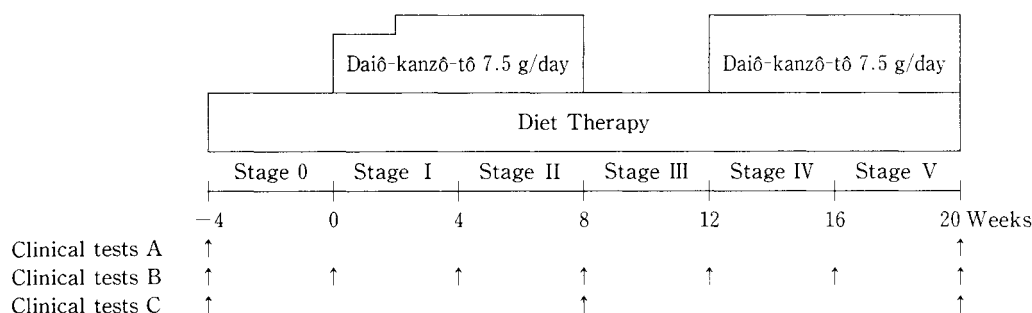 Daiô-kanzô-tô 7.5 g/day Daiô-kanzô-tô 7.5 g/day
Diet Therapy
Stage 0 Stage I Stage II Stage III Stage IV Stage V
−4 0 4 8 12 16 20 Weeks
Clinical tests A ↑ ↑
Clinical tests B ↑ ↑ ↑ ↑ ↑ ↑ ↑
Clinical tests C ↑ ↑ ↑